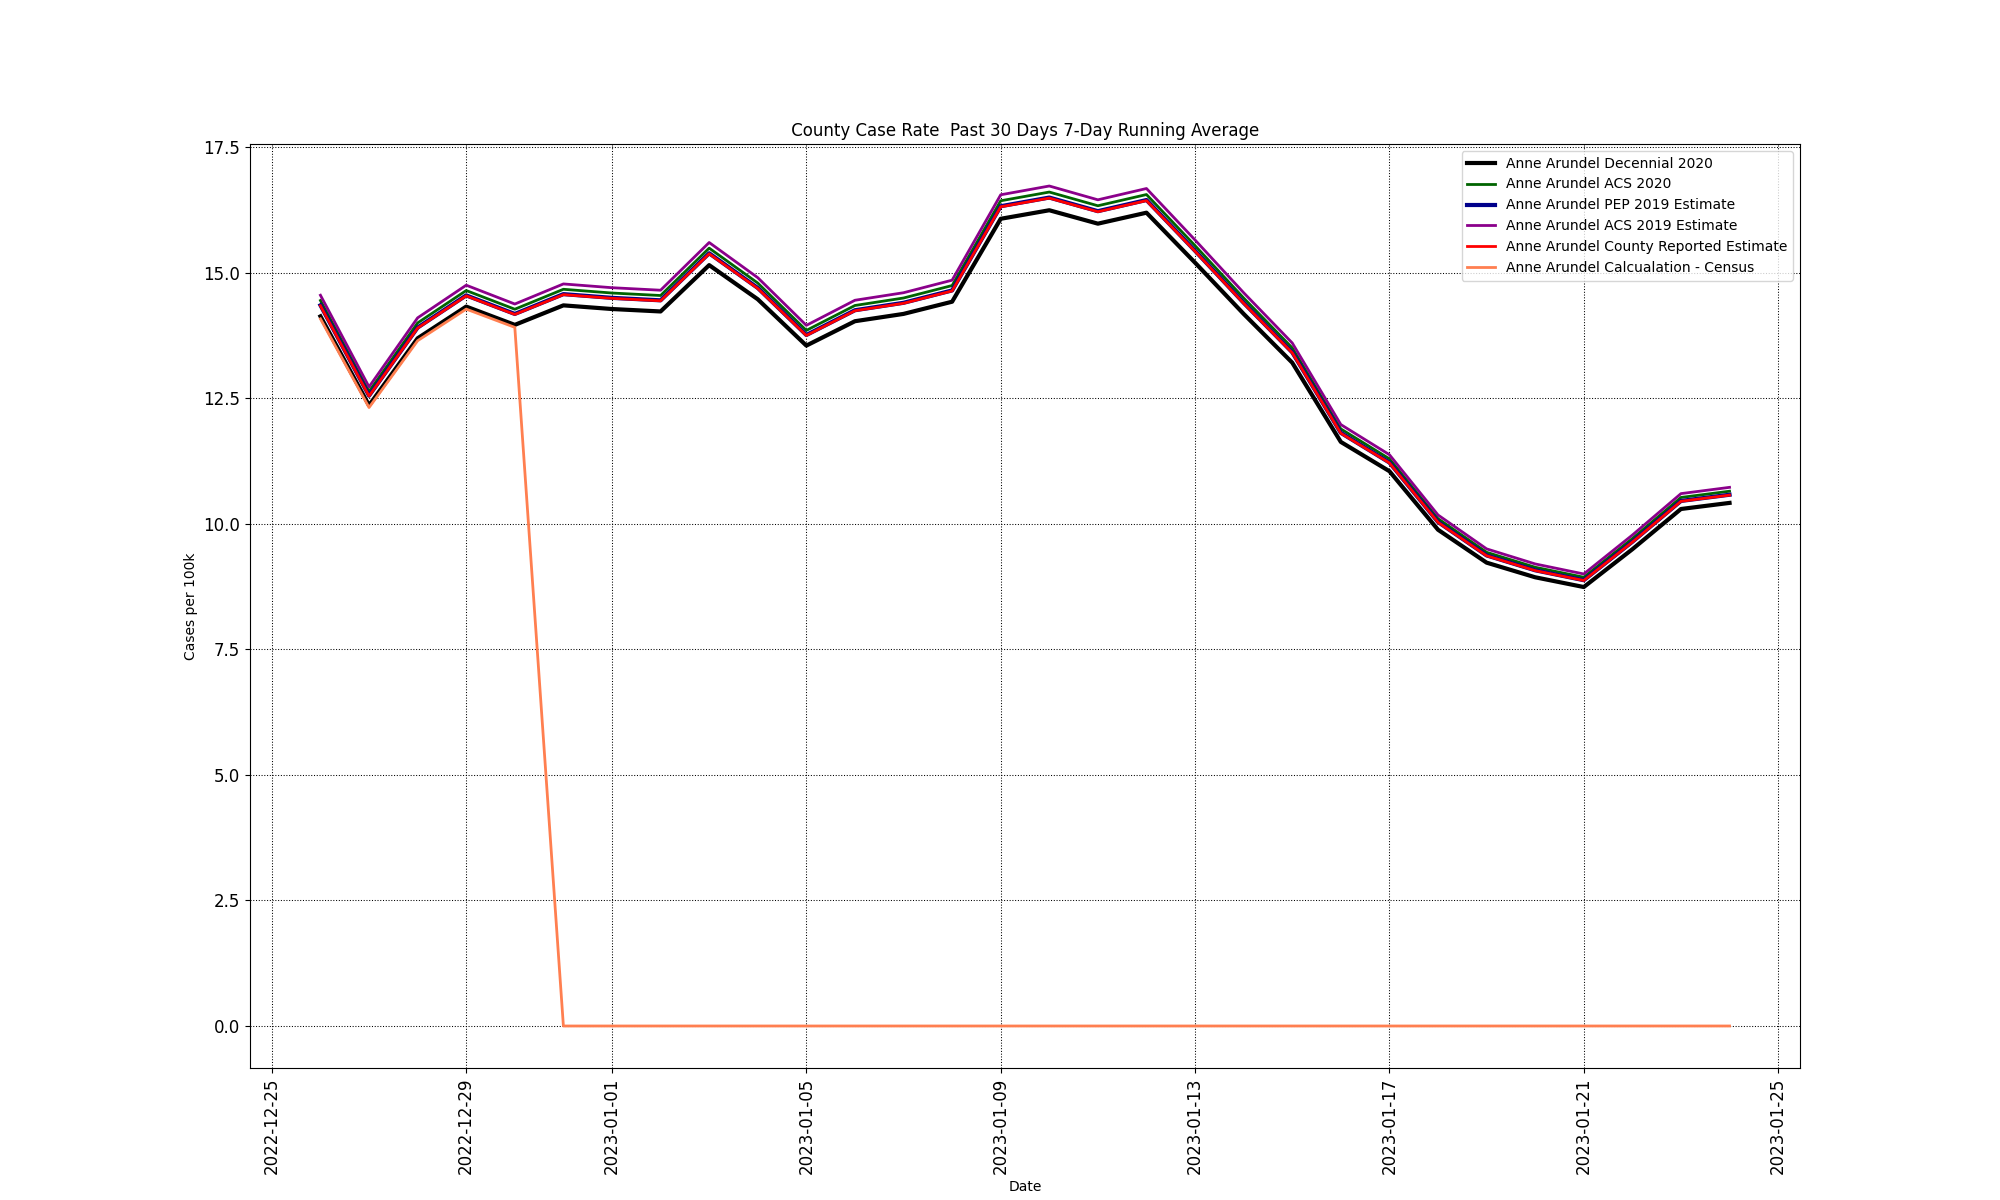 County Case Rate  Past 30 Days 7-Day Running Average
17.5
15.0
12.5
10.0
7.5
5.0
2.5
0.0
Cases per 100k
Anne Arundel Decennial 2020
Anne Arundel ACS 2020
Anne Arundel PEP 2019 Estimate
Anne Arundel ACS 2019 Estimate
Anne Arundel County Reported Estimate
Anne Arundel Calcualation - Census
2022-12-25
2022-12-29
2023-01-01
2023-01-05
2023-01-09
2023-01-13
2023-01-17
2023-01-21
2023-01-25
Date